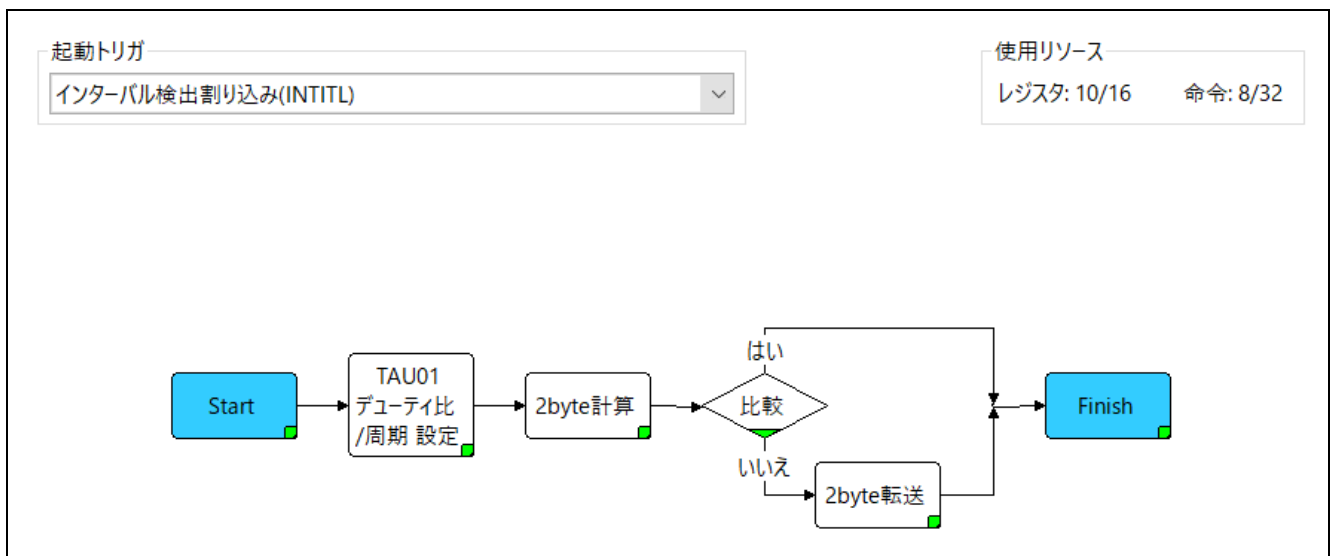 起動トリガ
インターバル検出割り込み(INTITL)
使用リソース
レジスタ: 10/16 命令: 8/32
Start
TAU01
デューティ比
/周期 設定
2byte計算
はい
比較
いいえ
2byte転送
Finish